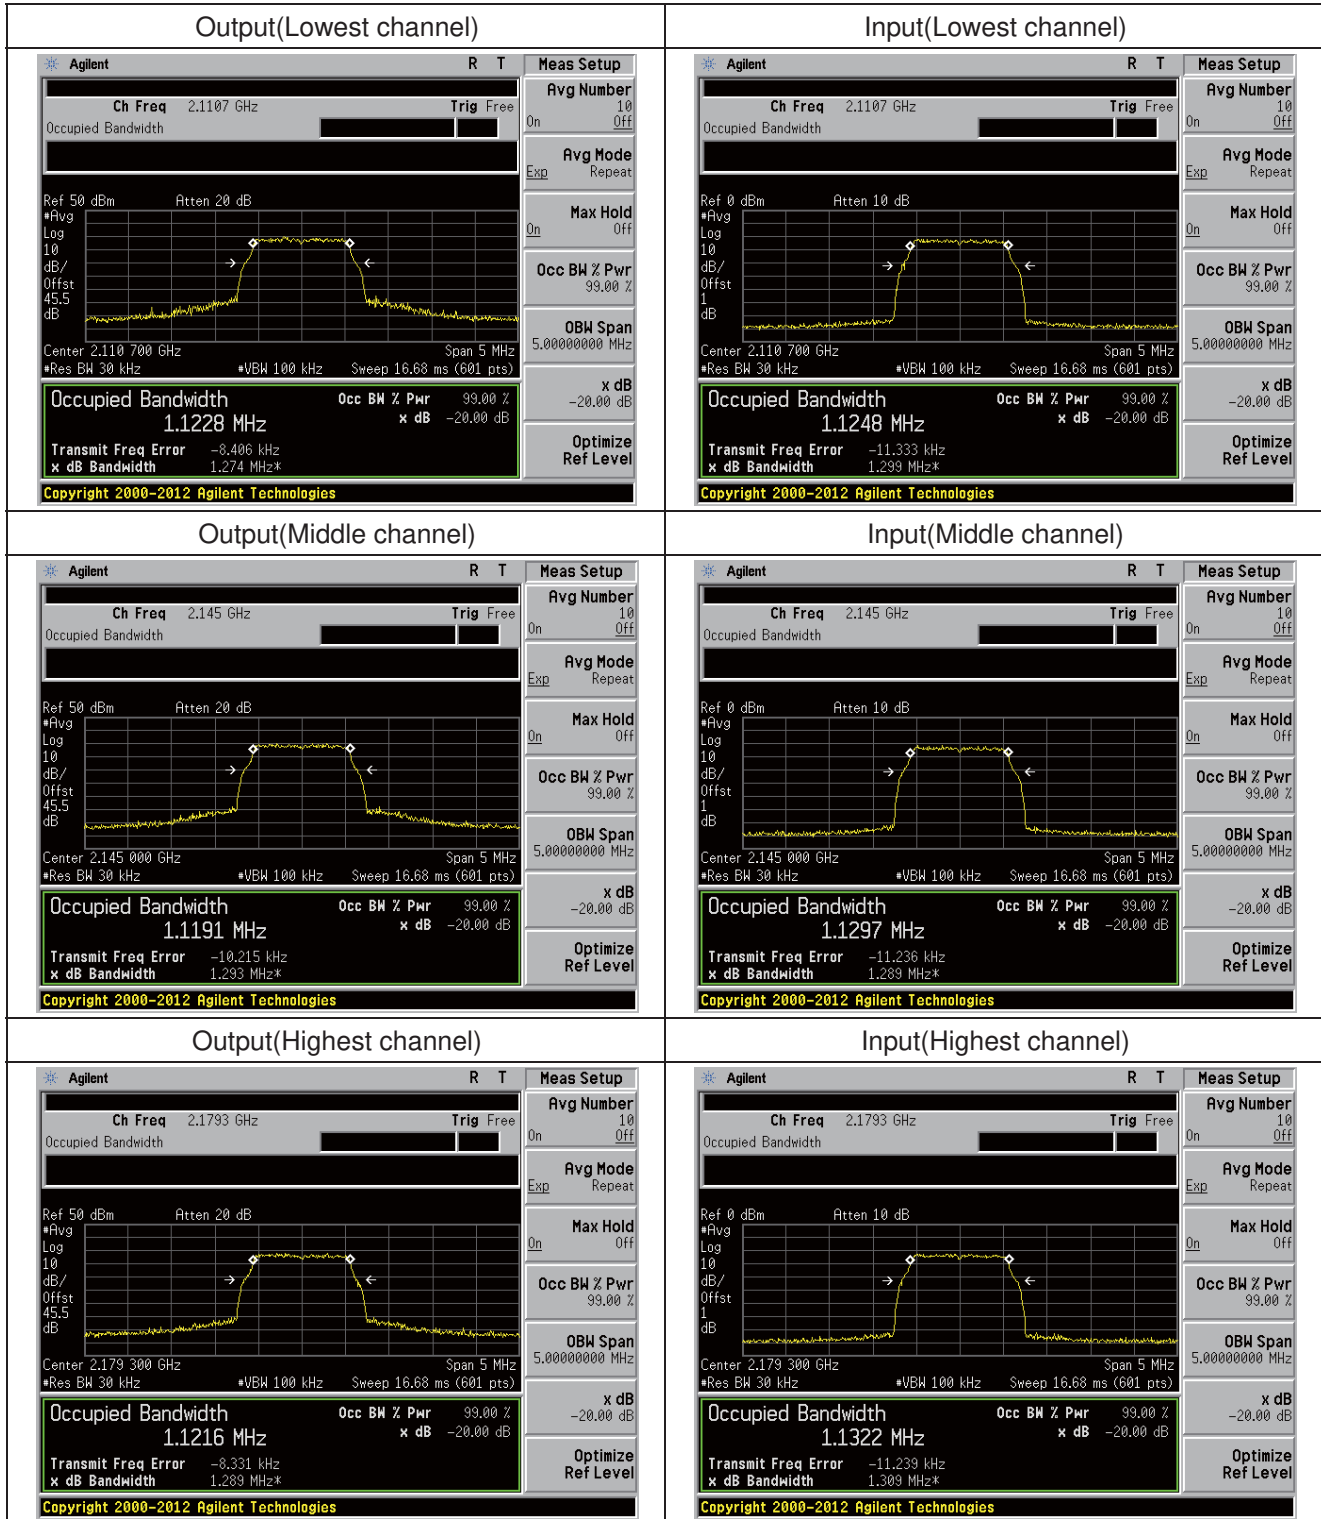 Output(Lowest channel)
Input(Lowest channel)
Agilent R T Meas Setup
Ch Freq 2.1107 GHz Trig Free
Occupied Bandwidth
Avg Number
10
On Off
Avg Mode
Exp Repeat
Max Hold
On Off
Occ BW % Pwr
99.00 %
OBW Span
5.00000000 MHz
x dB
-20.00 dB
Optimize
Ref Level
Ref 50 dBm Atten 20 dB
#Avg
Log
10
dB/
Offst
45.5
dB
Center 2.110 700 GHz Span 5 MHz
#Res BW 30 kHz #VBW 100 kHz Sweep 16.68 ms (601 pts)
Occupied Bandwidth Occ BW % Pwr 99.00 %
1.1228 MHz x dB -20.00 dB
Transmit Freq Error -8.406 kHz
x dB Bandwidth 1.274 MHz*
Copyright 2000-2012 Agilent Technologies
Agilent R T Meas Setup
Ch Freq 2.1107 GHz Trig Free
Occupied Bandwidth
Avg Number
10
On Off
Avg Mode
Exp Repeat
Max Hold
On Off
Occ BW % Pwr
99.00 %
OBW Span
5.00000000 MHz
x dB
-20.00 dB
Optimize
Ref Level
Ref 0 dBm Atten 10 dB
#Avg
Log
10
dB/
Offst
1
dB
Center 2.110 700 GHz Span 5 MHz
#Res BW 30 kHz #VBW 100 kHz Sweep 16.68 ms (601 pts)
Occupied Bandwidth Occ BW % Pwr 99.00 %
1.1248 MHz x dB -20.00 dB
Transmit Freq Error -11.333 kHz
x dB Bandwidth 1.299 MHz*
Copyright 2000-2012 Agilent Technologies
Output(Middle channel)
Input(Middle channel)
Agilent R T Meas Setup
Ch Freq 2.145 GHz Trig Free
Occupied Bandwidth
Avg Number
10
On Off
Avg Mode
Exp Repeat
Max Hold
On Off
Occ BW % Pwr
99.00 %
OBW Span
5.00000000 MHz
x dB
-20.00 dB
Optimize
Ref Level
Ref 50 dBm Atten 20 dB
#Avg
Log
10
dB/
Offst
45.5
dB
Center 2.145 000 GHz Span 5 MHz
#Res BW 30 kHz #VBW 100 kHz Sweep 16.68 ms (601 pts)
Occupied Bandwidth Occ BW % Pwr 99.00 %
1.1191 MHz x dB -20.00 dB
Transmit Freq Error -10.215 kHz
x dB Bandwidth 1.293 MHz*
Copyright 2000-2012 Agilent Technologies
Agilent R T Meas Setup
Ch Freq 2.145 GHz Trig Free
Occupied Bandwidth
Avg Number
10
On Off
Avg Mode
Exp Repeat
Max Hold
On Off
Occ BW % Pwr
99.00 %
OBW Span
5.00000000 MHz
x dB
-20.00 dB
Optimize
Ref Level
Ref 0 dBm Atten 10 dB
#Avg
Log
10
dB/
Offst
1
dB
Center 2.145 000 GHz Span 5 MHz
#Res BW 30 kHz #VBW 100 kHz Sweep 16.68 ms (601 pts)
Occupied Bandwidth Occ BW % Pwr 99.00 %
1.1297 MHz x dB -20.00 dB
Transmit Freq Error -11.236 kHz
x dB Bandwidth 1.289 MHz*
Copyright 2000-2012 Agilent Technologies
Output(Highest channel)
Input(Highest channel)
Agilent R T Meas Setup
Ch Freq 2.1793 GHz Trig Free
Occupied Bandwidth
Avg Number
10
On Off
Avg Mode
Exp Repeat
Max Hold
On Off
Occ BW % Pwr
99.00 %
OBW Span
5.00000000 MHz
x dB
-20.00 dB
Optimize
Ref Level
Ref 50 dBm Atten 20 dB
#Avg
Log
10
dB/
Offst
45.5
dB
Center 2.179 300 GHz Span 5 MHz
#Res BW 30 kHz #VBW 100 kHz Sweep 16.68 ms (601 pts)
Occupied Bandwidth Occ BW % Pwr 99.00 %
1.1216 MHz x dB -20.00 dB
Transmit Freq Error -8.331 kHz
x dB Bandwidth 1.289 MHz*
Copyright 2000-2012 Agilent Technologies
Agilent R T Meas Setup
Ch Freq 2.1793 GHz Trig Free
Occupied Bandwidth
Avg Number
10
On Off
Avg Mode
Exp Repeat
Max Hold
On Off
Occ BW % Pwr
99.00 %
OBW Span
5.00000000 MHz
x dB
-20.00 dB
Optimize
Ref Level
Ref 0 dBm Atten 10 dB
#Avg
Log
10
dB/
Offst
1
dB
Center 2.179 300 GHz Span 5 MHz
#Res BW 30 kHz #VBW 100 kHz Sweep 16.68 ms (601 pts)
Occupied Bandwidth Occ BW % Pwr 99.00 %
1.1322 MHz x dB -20.00 dB
Transmit Freq Error -11.239 kHz
x dB Bandwidth 1.309 MHz*
Copyright 2000-2012 Agilent Technologies